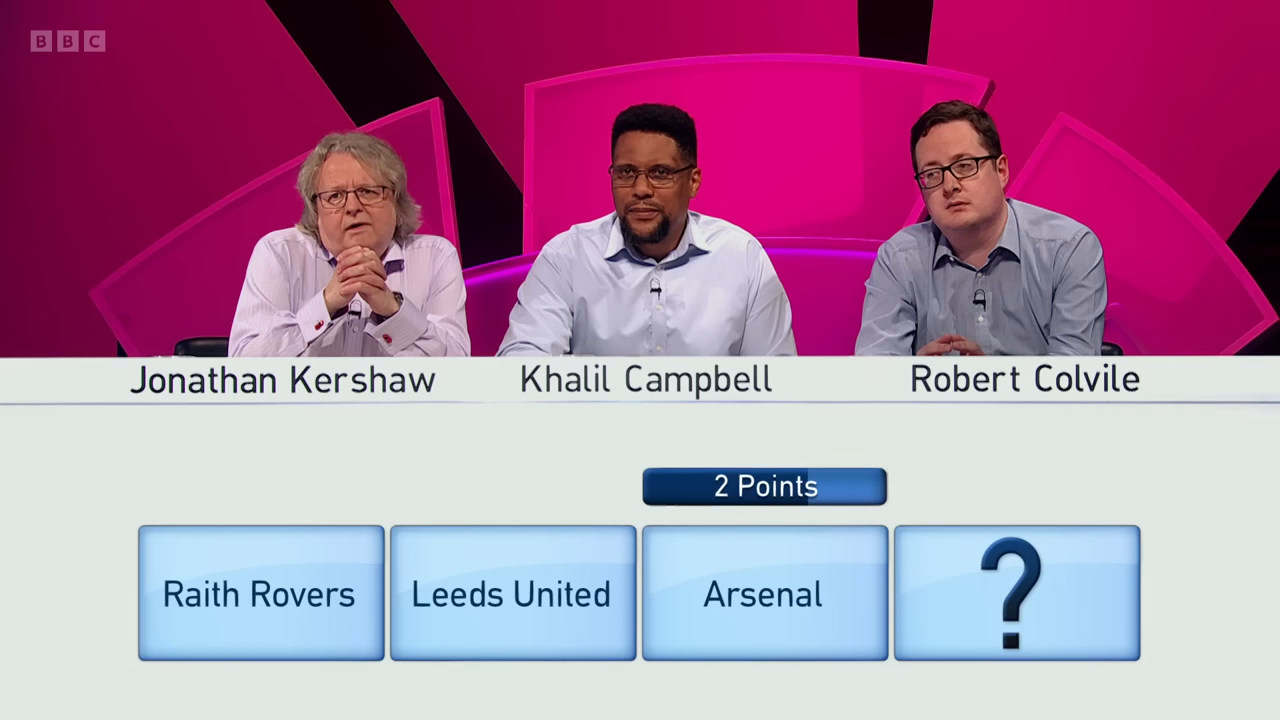 BBC
Jonathan Kershaw
Khalil Campbell
Robert Colvile
2 Points
Raith Rovers
Leeds United
Arsenal
?